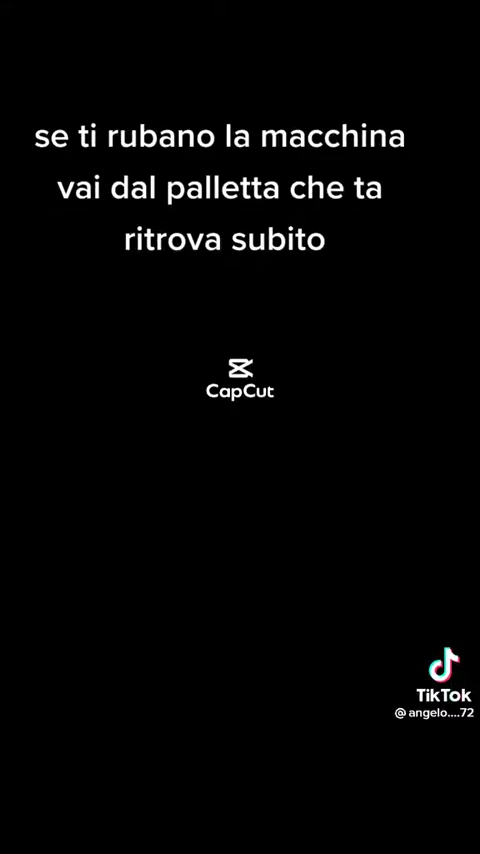 se ti rubano la macchina
vai dal palletta che ta
ritrova subito
CapCut
TikTok
@ angelo....72